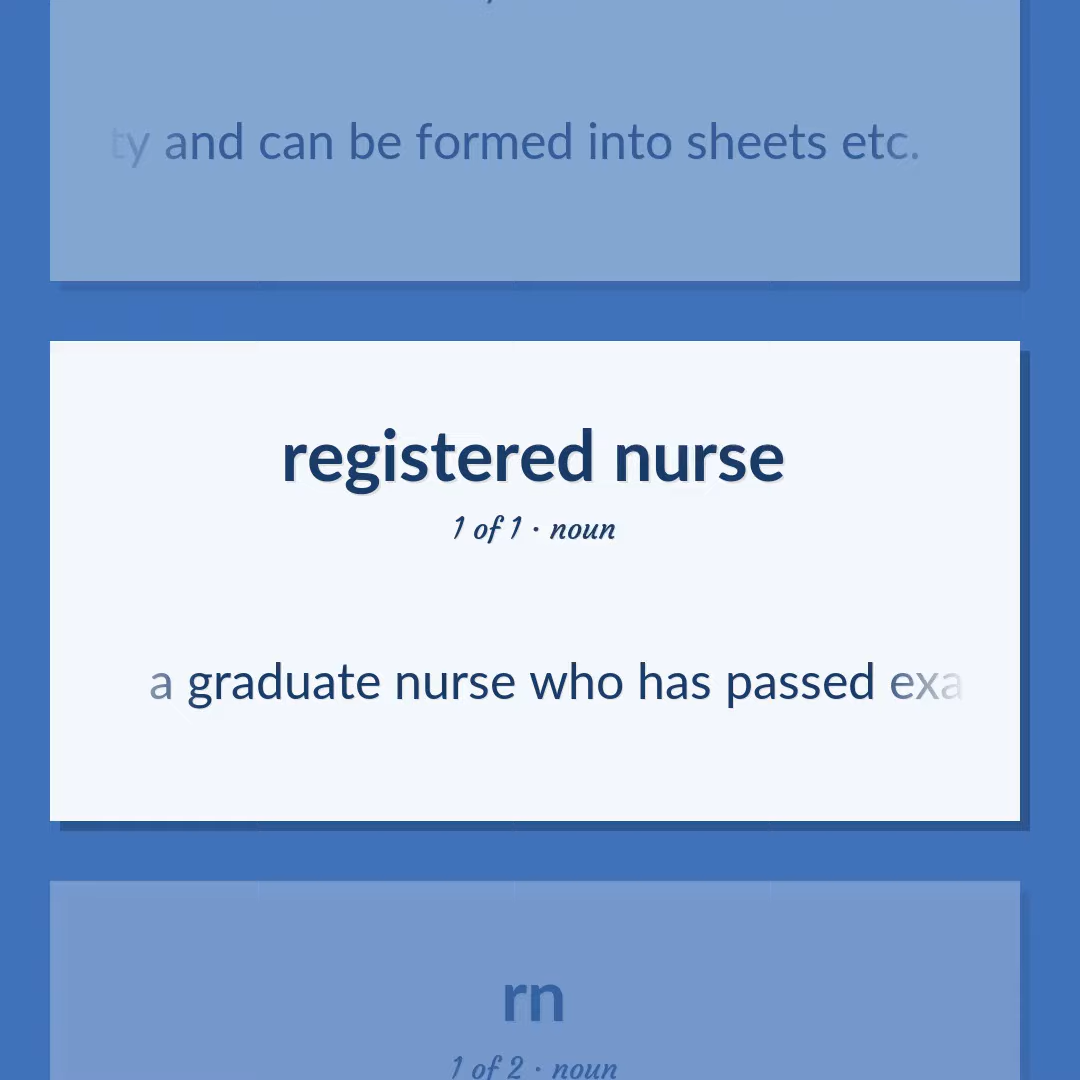 ty and can be formed into sheets etc.
registered nurse
1 of 1 · noun
a graduate nurse who has passed exa
rn
1 of 2 · noun